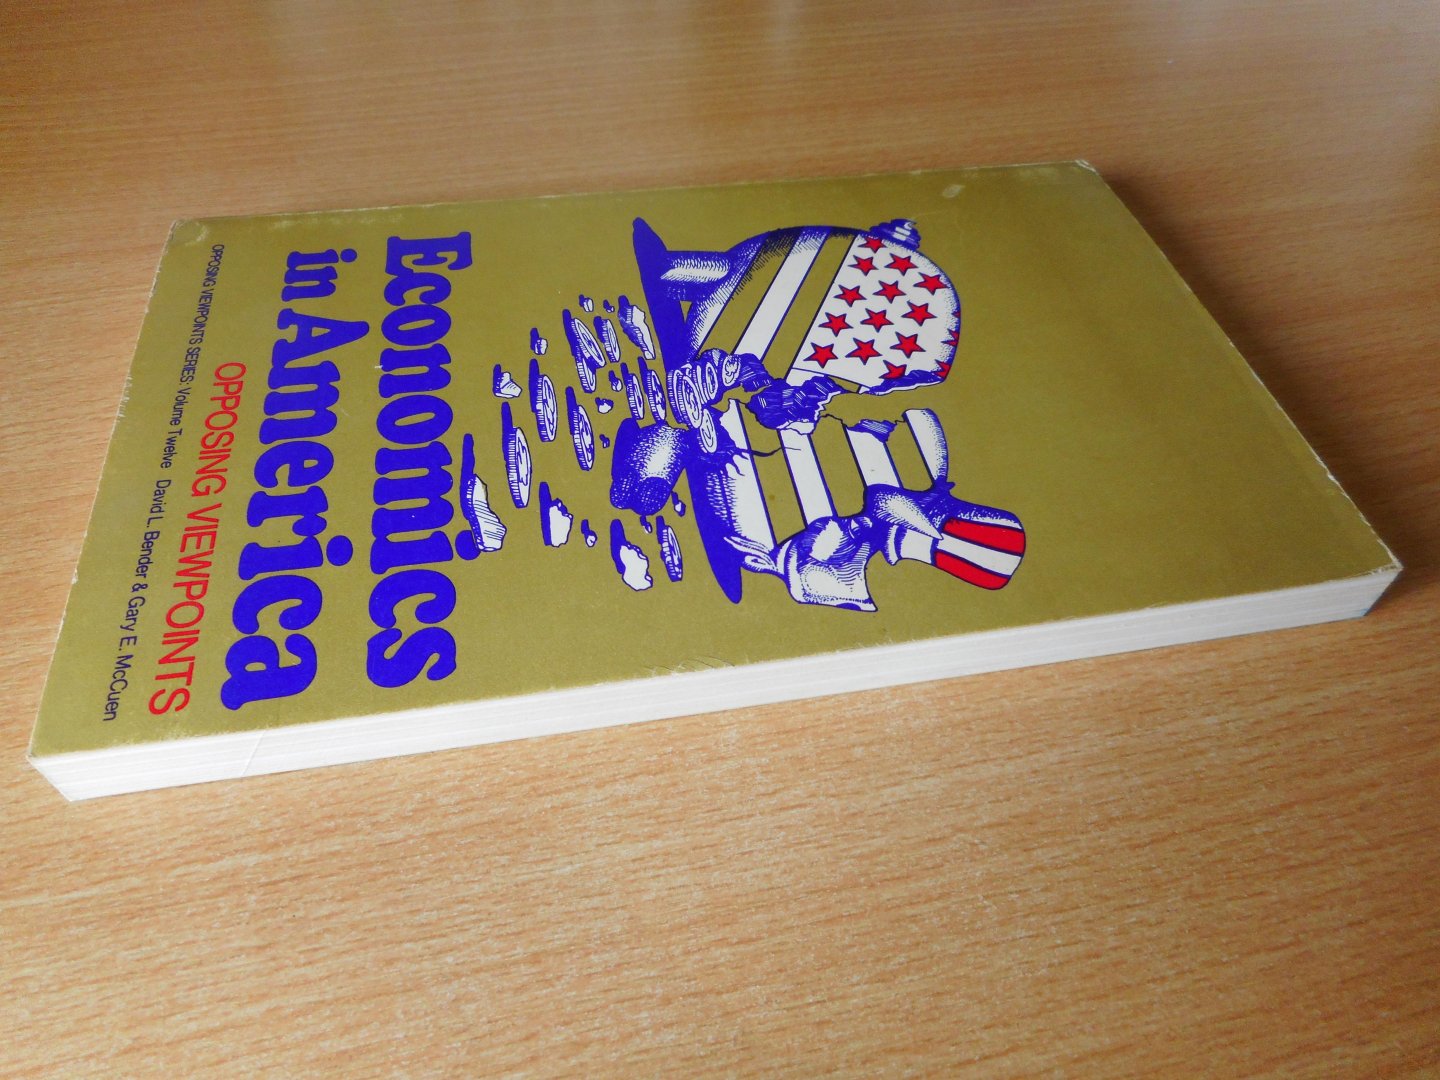 Economics
in America
OPPOSING VIEWPOINTS
OPPOSING VIEWPOINTS SERIES: Volume Twelve David L. Bender & Gary E. McCuen